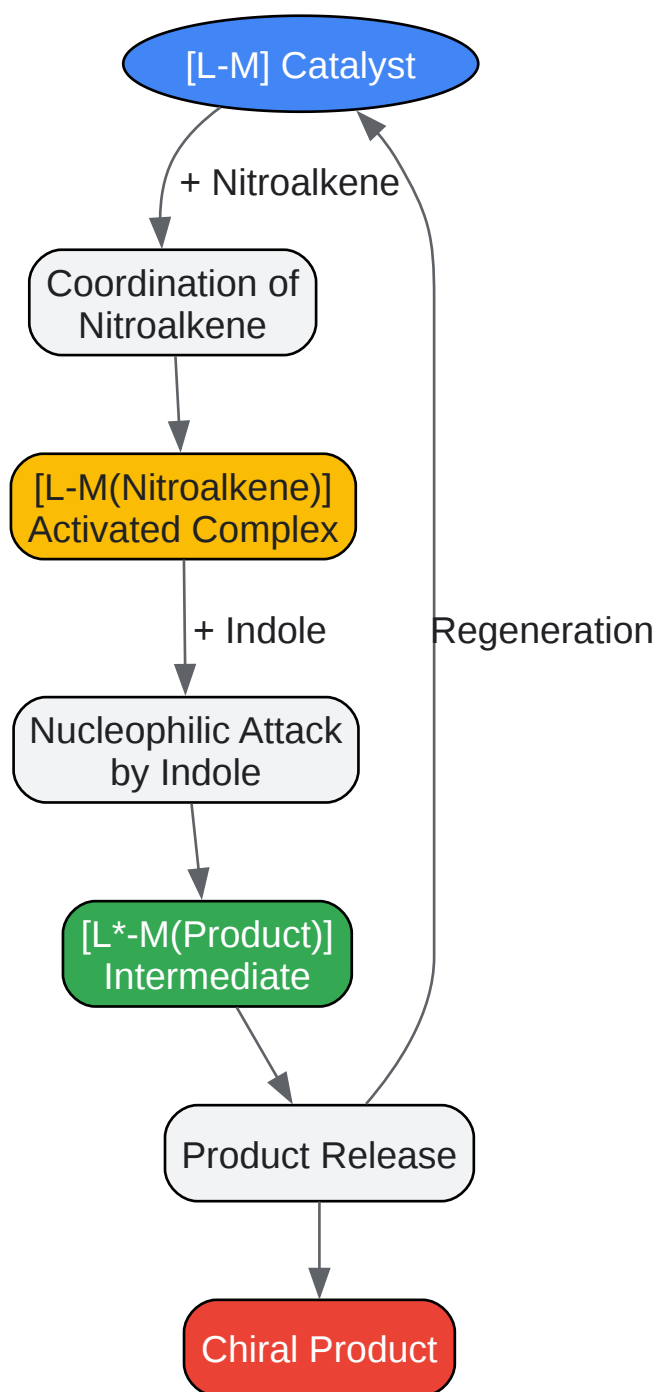 [L-M] Catalyst
+ Nitroalkene
Coordination of
Nitroalkene
[L-M(Nitroalkene)]
Activated Complex
+ Indole
Regeneration
Nucleophilic Attack
by Indole
[L*-M(Product)]
Intermediate
Product Release
Chiral Product